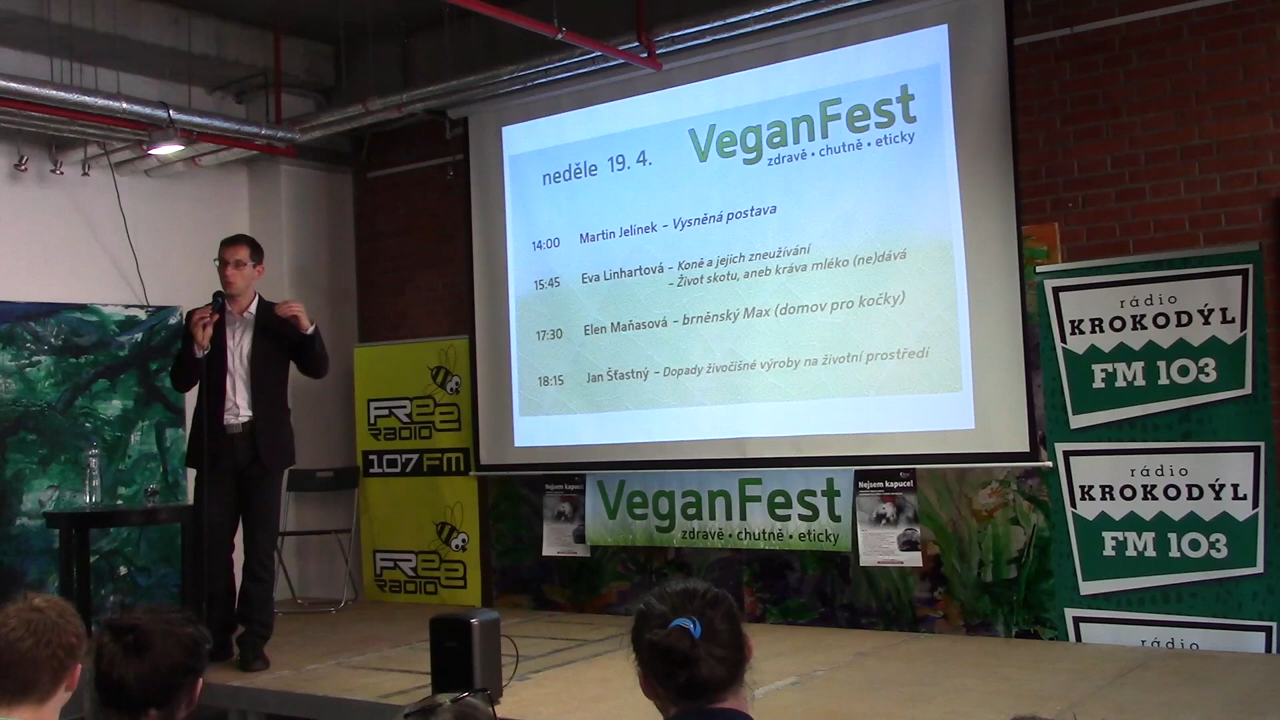 VeganFest
zdravě • chutně • eticky
neděle 19. 4.
14:00 Martin Jelínek – Vysněná postava
15:45 Eva Linhartová – Koně a jejich zneužívání
– Život skotu, aneb kráva mléko (ne)dává
17:30 Elen Maňasová – brněnský Max (domov pro kočky)
18:15 Jan Šťastný – Dopady živočišné výroby na životní prostředí
FRee
RADIO
107 FM
FRee
RADIO
Nejsem kapuce!
VeganFest
zdravě • chutně • eticky
Nejsem kapuce!
rádio
KROKODÝL
FM 103
rádio
KROKODÝL
FM 103
rádio